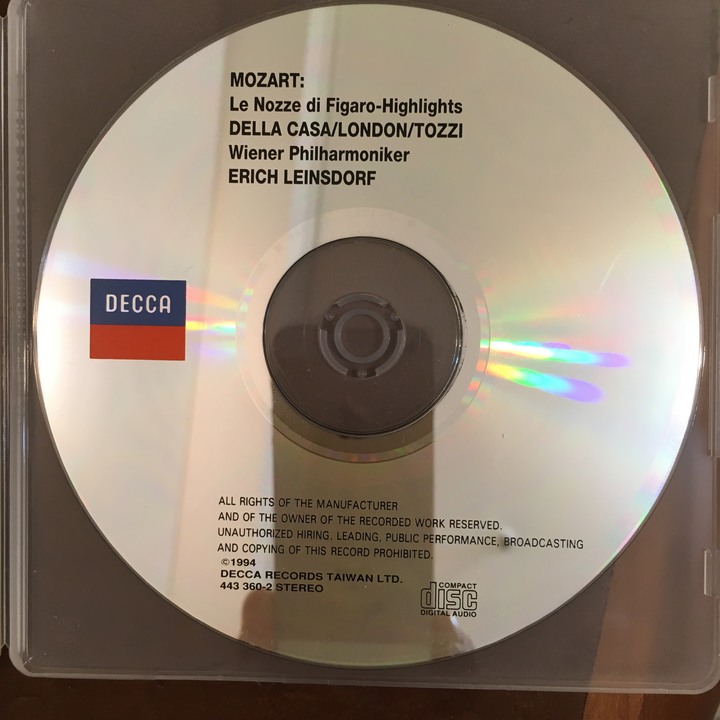 MOZART:
Le Nozze di Figaro-Highlights
DELLA CASA/LONDON/TOZZI
Wiener Philharmoniker
ERICH LEINSDORF
DECCA
ALL RIGHTS OF THE MANUFACTURER
AND OF THE OWNER OF THE RECORDED WORK RESERVED.
UNAUTHORIZED HIRING, LEADING, PUBLIC PERFORMANCE, BROADCASTING
AND COPYING OF THIS RECORD PROHIBITED.
©1994
DECCA RECORDS TAIWAN LTD.
443 360-2 STEREO
COMPACT
disc
DIGITAL AUDIO